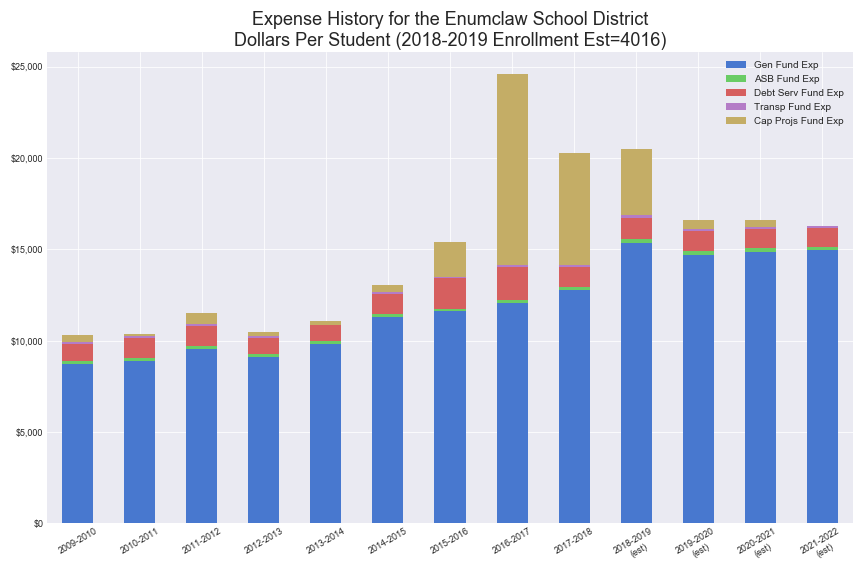 Expense History for the Enumclaw School District
Dollars Per Student (2018-2019 Enrollment Est=4016)
Gen Fund Exp
ASB Fund Exp
Debt Serv Fund Exp
Transp Fund Exp
Cap Projs Fund Exp
$25,000
$20,000
$15,000
$10,000
$5,000
$0
2009-2010
2010-2011
2011-2012
2012-2013
2013-2014
2014-2015
2015-2016
2016-2017
2017-2018
2018-2019
(est)
2019-2020
(est)
2020-2021
(est)
2021-2022
(est)